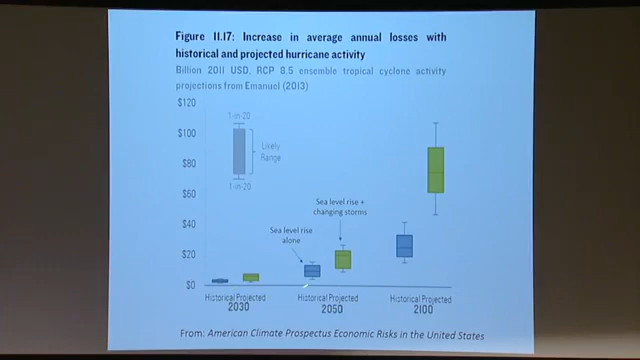 Figure 11.17: Increase in average annual losses with
historical and projected hurricane activity
Billion 2011 USD, RCP 8.5 ensemble tropical cyclone activity
projections from Emanuel (2013)
$120
$100
$80
$60
$40
$20
$0
1-in-20
Likely
Range
1-in-20
Sea level rise +
changing storms
Sea level rise
alone
Historical Projected
2030
Historical Projected
2050
Historical Projected
2100
From: American Climate Prospectus Economic Risks in the United States